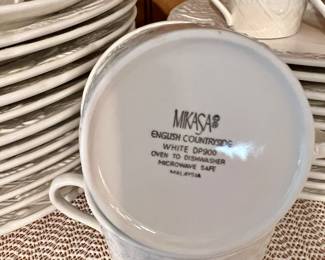 MIKASA
ENGLISH COUNTRYSIDE
WHITE DP900
OVEN TO DISHWASHER
MICROWAVE SAFE
MALAYSIA